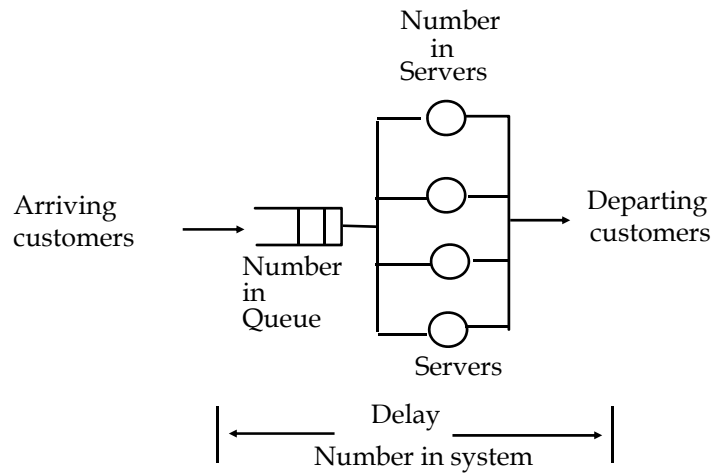 Number
in
Servers
Arriving
customers
Departing
customers
Number
in
Queue
Servers
Delay
Number in system